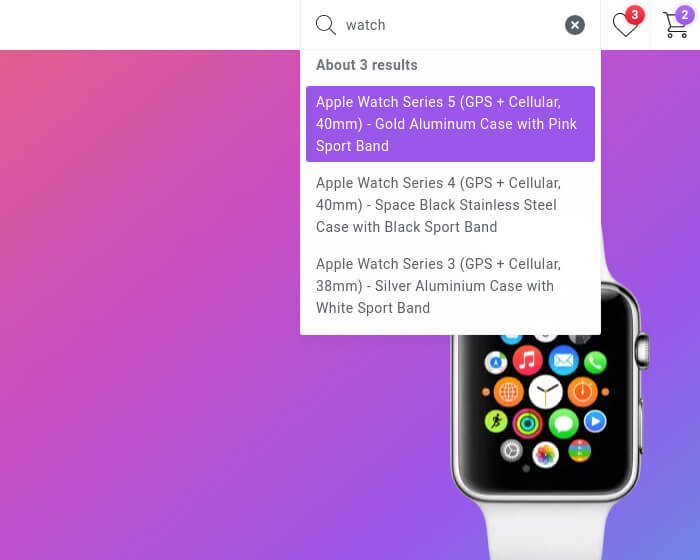 watch
3
2
About 3 results
Apple Watch Series 5 (GPS + Cellular,
40mm) - Gold Aluminum Case with Pink
Sport Band
Apple Watch Series 4 (GPS + Cellular,
40mm) - Space Black Stainless Steel
Case with Black Sport Band
Apple Watch Series 3 (GPS + Cellular,
38mm) - Silver Aluminium Case with
White Sport Band